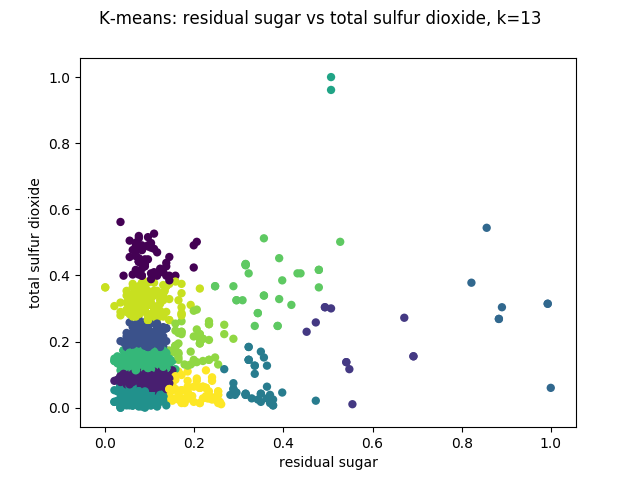 K-means: residual sugar vs total sulfur dioxide, k=13
1.0
0.8
0.6
0.4
0.2
0.0
total sulfur dioxide
0.0 0.2 0.4 0.6 0.8 1.0
residual sugar